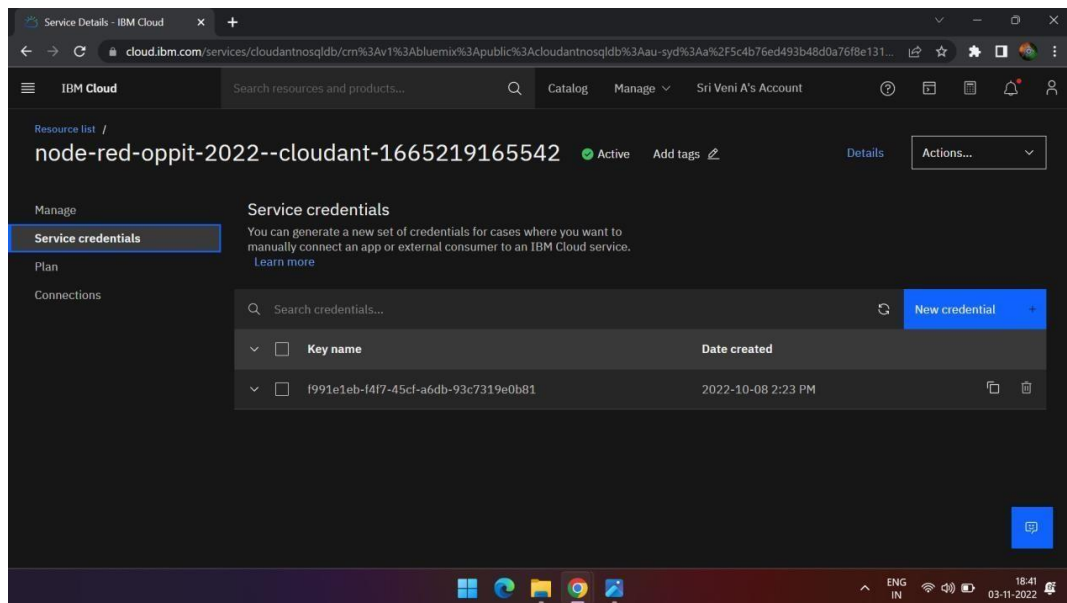 Service Details - IBM Cloud
cloud.ibm.com/services/cloudantnosqldb/crn%3Av1%3Abluemix%3Apublic%3Acloudantnosqldb%3Aau-syd%3Aa%2F5c4b76ed493b48d0a76f8e131...
IBM Cloud Search resources and products... Catalog Manage Sri Veni A's Account
Resource list /
node-red-oppit-2022--cloudant-1665219165542 Active Add tags Details Actions...
Manage
Service credentials
Plan
Connections
Service credentials
You can generate a new set of credentials for cases where you want to
manually connect an app or external consumer to an IBM Cloud service.
Learn more
Search credentials... New credential +
Key name Date created
f991e1eb-f4f7-45cf-a6db-93c7319e0b81 2022-10-08 2:23 PM
ENG 18:41
IN 03-11-2022